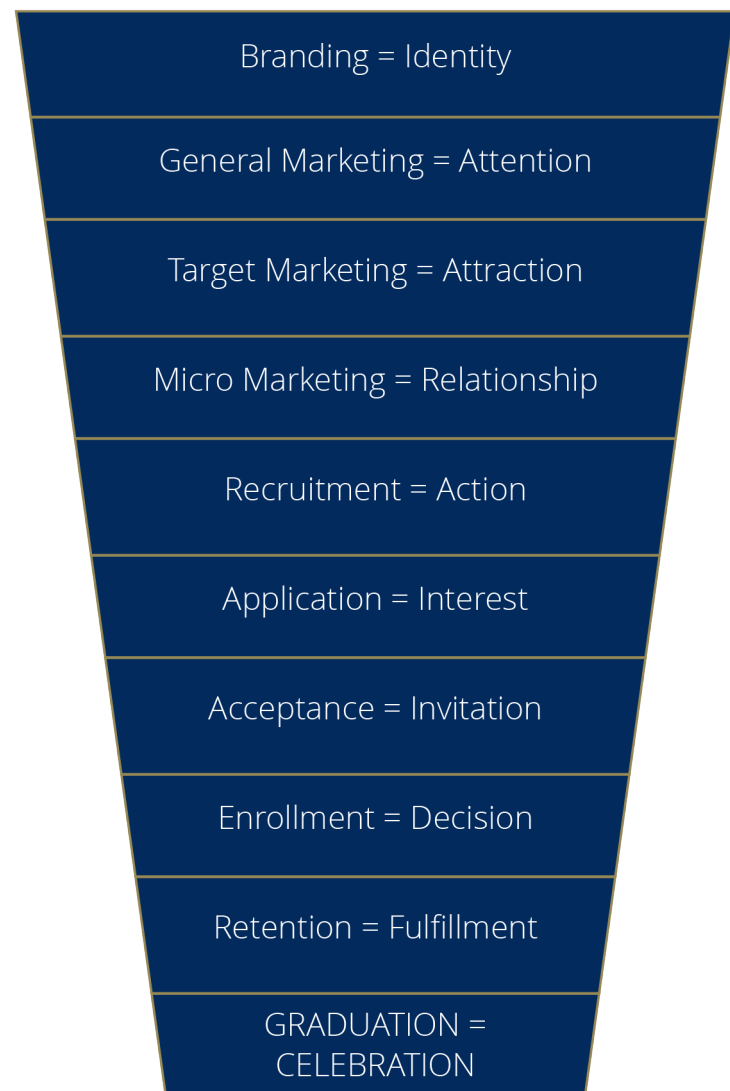 Branding = Identity
General Marketing = Attention
Target Marketing = Attraction
Micro Marketing = Relationship
Recruitment = Action
Application = Interest
Acceptance = Invitation
Enrollment = Decision
Retention = Fulfillment
GRADUATION =
CELEBRATION